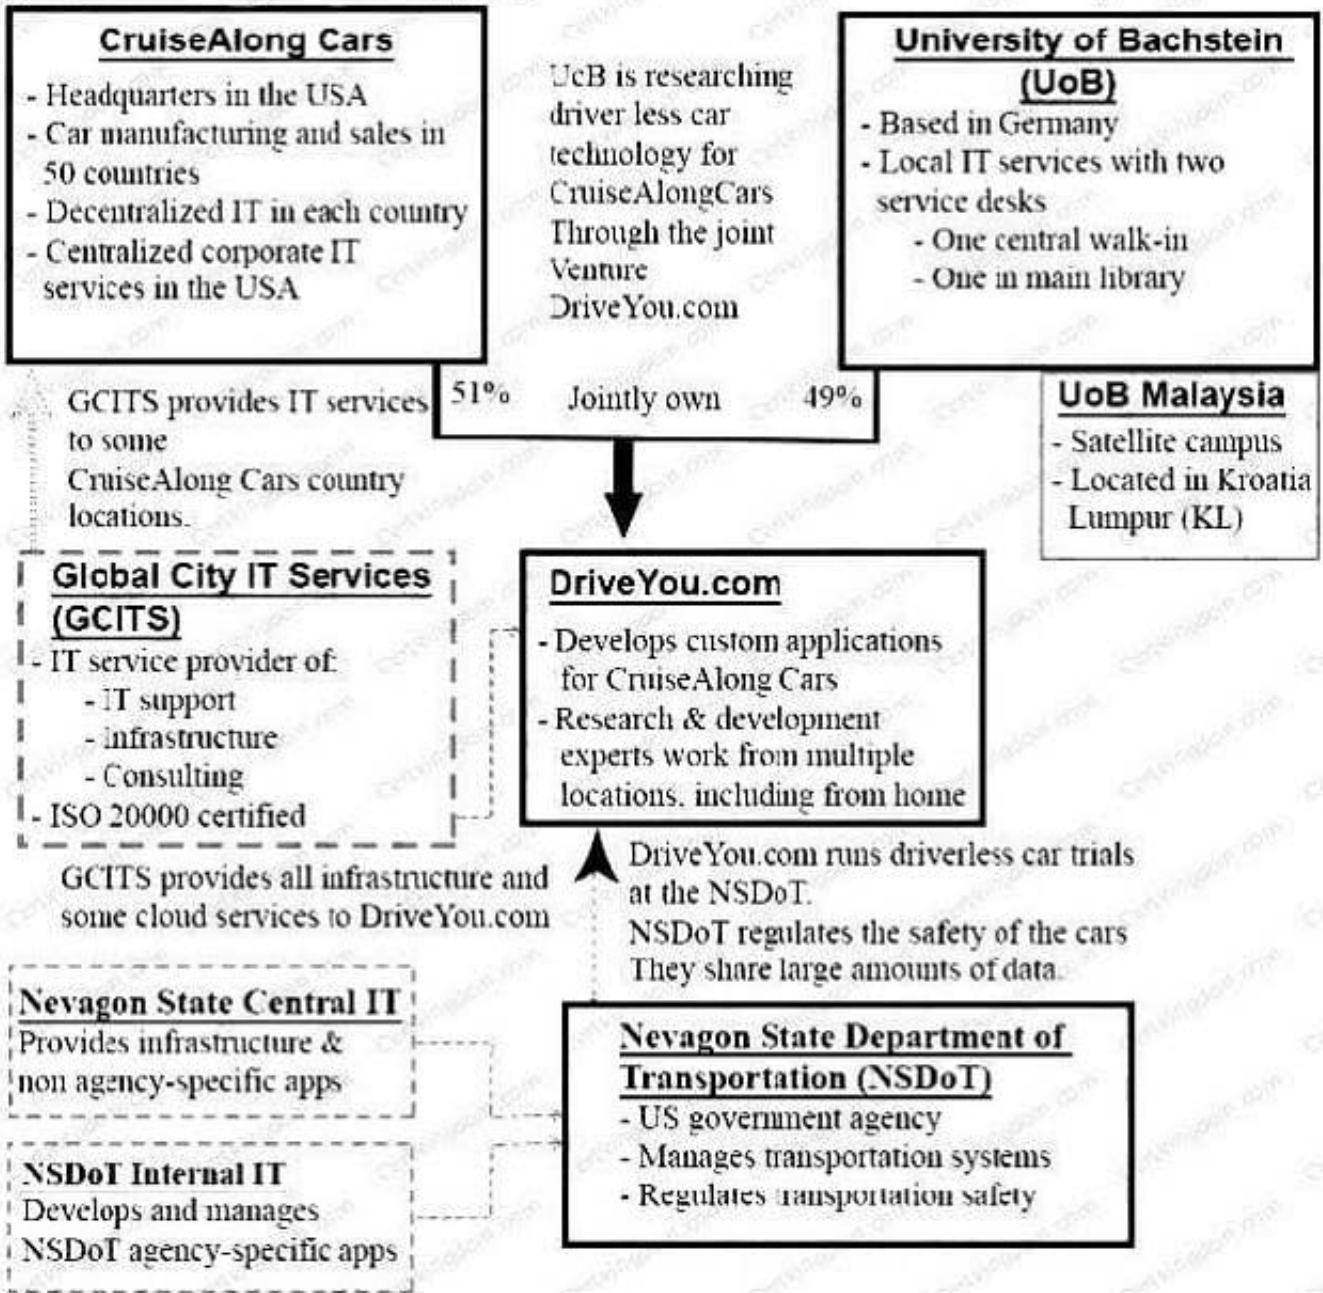 CruiseAlong Cars
- Headquarters in the USA
- Car manufacturing and sales in
50 countries
- Decentralized IT in each country
- Centralized corporate IT
services in the USA
UcB is researching
driver less car
technology for
CruiseAlongCars
Through the joint
Venture
DriveYou.com
University of Bachstein
(UoB)
- Based in Germany
- Local IT services with two
service desks
- One central walk-in
- One in main library
51% Jointly own 49%
UoB Malaysia
- Satellite campus
- Located in Kroatia
Lumpur (KL)
GCITS provides IT services
to some
CruiseAlong Cars country
locations.
Global City IT Services
(GCITS)
- IT service provider of:
- IT support
- Infrastructure
- Consulting
- ISO 20000 certified
DriveYou.com
- Develops custom applications
for CruiseAlong Cars
- Research & development
experts work from multiple
locations, including from home
GCITS provides all infrastructure and
some cloud services to DriveYou.com
DriveYou.com runs driverless car trials
at the NSDoT.
NSDoT regulates the safety of the cars
They share large amounts of data.
Nevagon State Central IT
Provides infrastructure &
non agency-specific apps
NSDoT Internal IT
Develops and manages
NSDoT agency-specific apps
Nevagon State Department of
Transportation (NSDoT)
- US government agency
- Manages transportation systems
- Regulates transportation safety